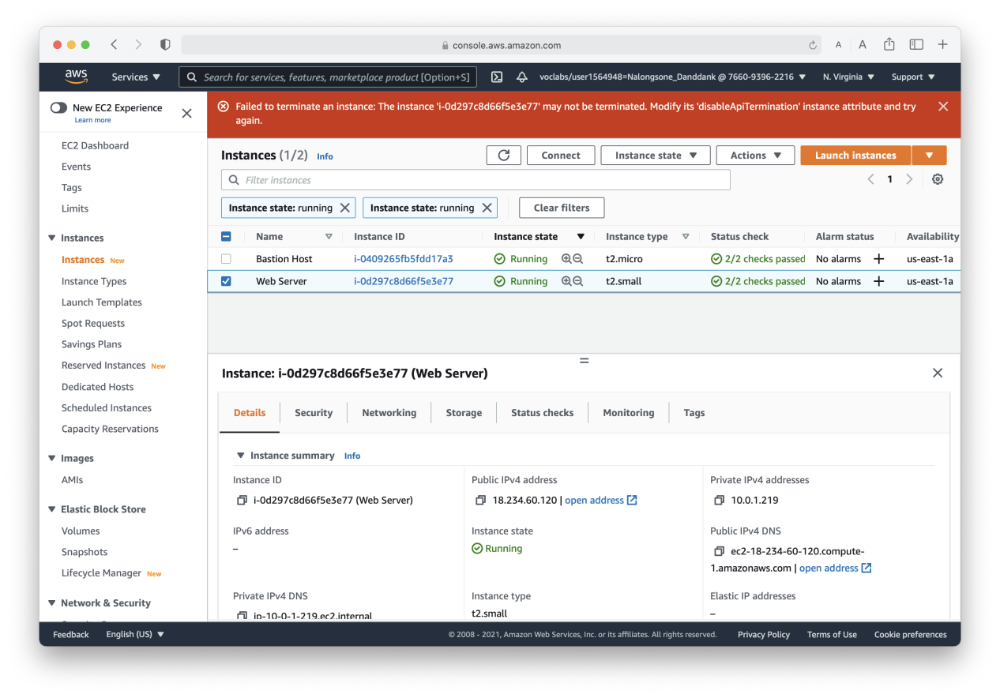 console.aws.amazon.com
A
A
aws
Services
Search for services, features, marketplace product [Option+S]
voclabs/user1564948=Nalongsone_Danddank @ 7660-9396-2216
N. Virginia
Support
New EC2 Experience
Learn more
EC2 Dashboard
Events
Tags
Limits
Instances
Instances New
Instance Types
Launch Templates
Spot Requests
Savings Plans
Reserved Instances New
Dedicated Hosts
Scheduled Instances
Capacity Reservations
Images
AMIs
Elastic Block Store
Volumes
Snapshots
Lifecycle Manager New
Network & Security
Failed to terminate an instance: The instance 'i-0d297c8d66f5e3e77' may not be terminated. Modify its 'disableApiTermination' instance attribute and try
again.
Instances (1/2) Info
Connect
Instance state
Actions
Launch instances
Filter instances
1
Instance state: running
Instance state: running
Clear filters
Name Instance ID Instance state Instance type Status check Alarm status Availability
Bastion Host i-0409265fb5fdd17a3 Running t2.micro 2/2 checks passed No alarms us-east-1a
Web Server i-0d297c8d66f5e3e77 Running t2.small 2/2 checks passed No alarms us-east-1a
Instance: i-0d297c8d66f5e3e77 (Web Server)
Details Security Networking Storage Status checks Monitoring Tags
Instance summary Info
Instance ID
i-0d297c8d66f5e3e77 (Web Server)
Public IPv4 address
18.234.60.120 | open address
Private IPv4 addresses
10.0.1.219
IPv6 address
–
Instance state
Running
Public IPv4 DNS
ec2-18-234-60-120.compute-
1.amazonaws.com | open address
Private IPv4 DNS
ip-10-0-1-219.ec2.internal
Instance type
t2.small
Elastic IP addresses
–
Feedback
English (US)
© 2008 - 2021, Amazon Web Services, Inc. or its affiliates. All rights reserved.
Privacy Policy
Terms of Use
Cookie preferences